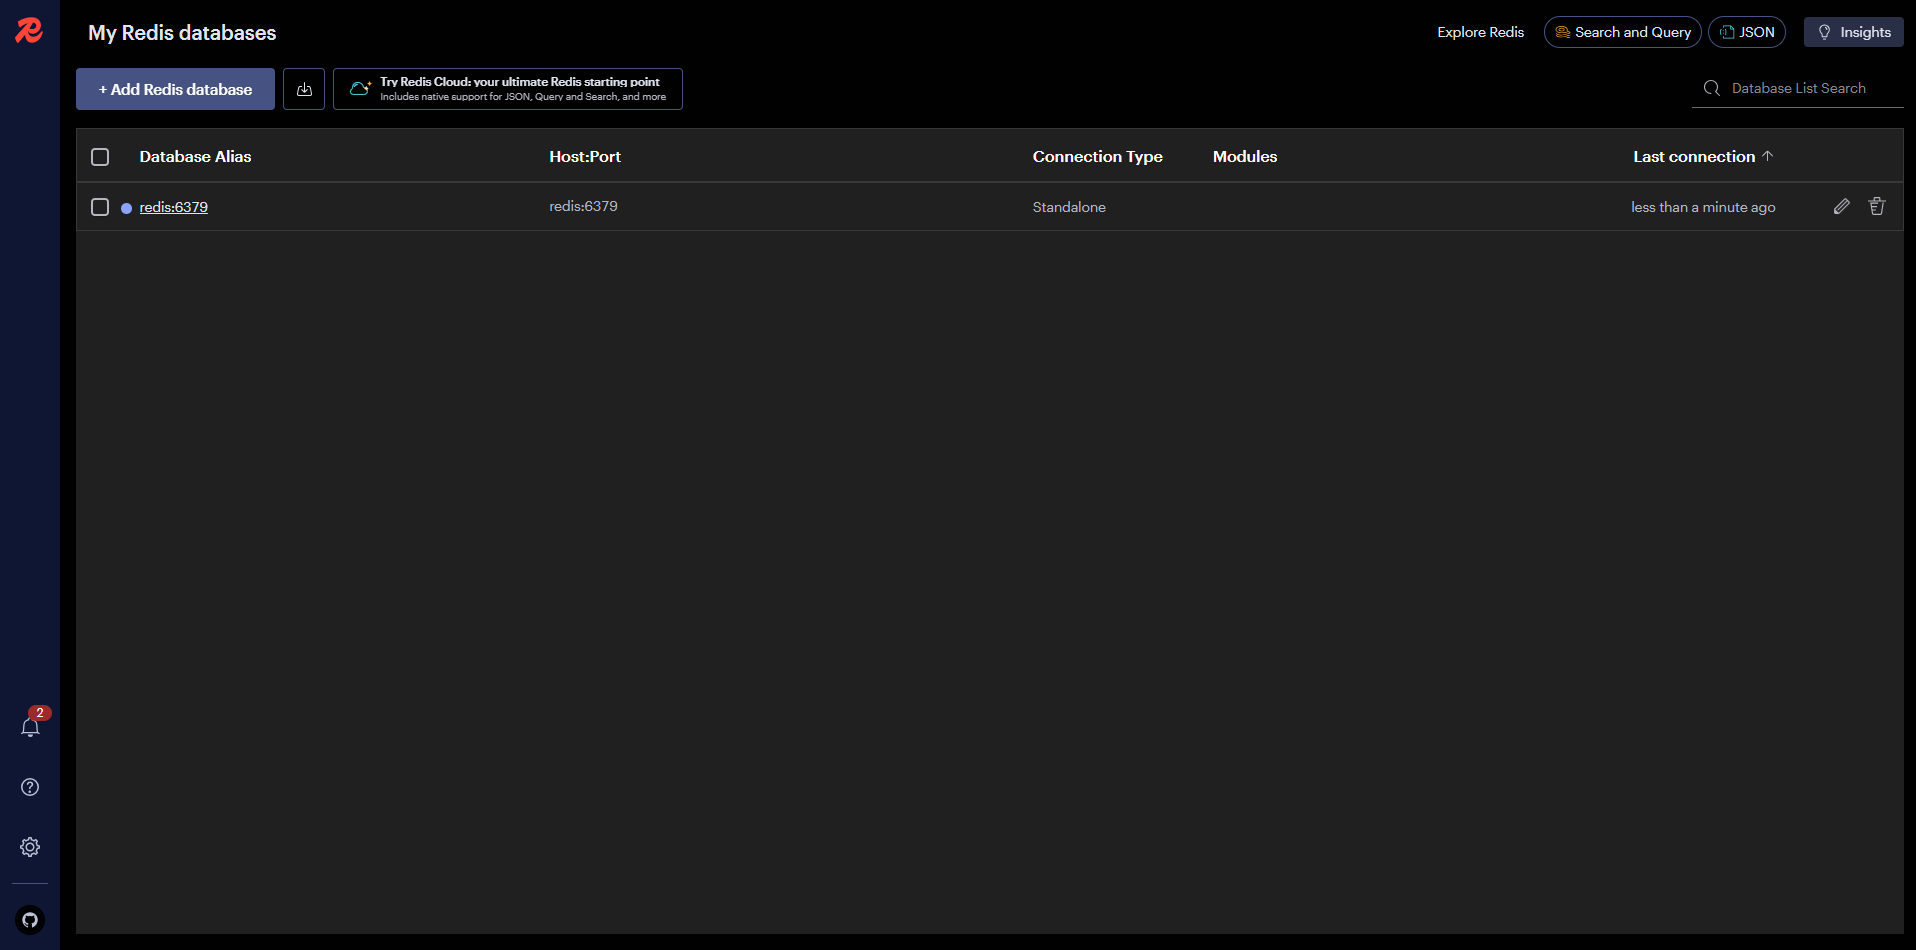 My Redis databases
Explore Redis
Search and Query
JSON
Insights
+ Add Redis database
Try Redis Cloud: your ultimate Redis starting point
Includes native support for JSON, Query and Search, and more
Database List Search
Database Alias
Host:Port
Connection Type
Modules
Last connection
redis:6379
redis:6379
Standalone
less than a minute ago
2